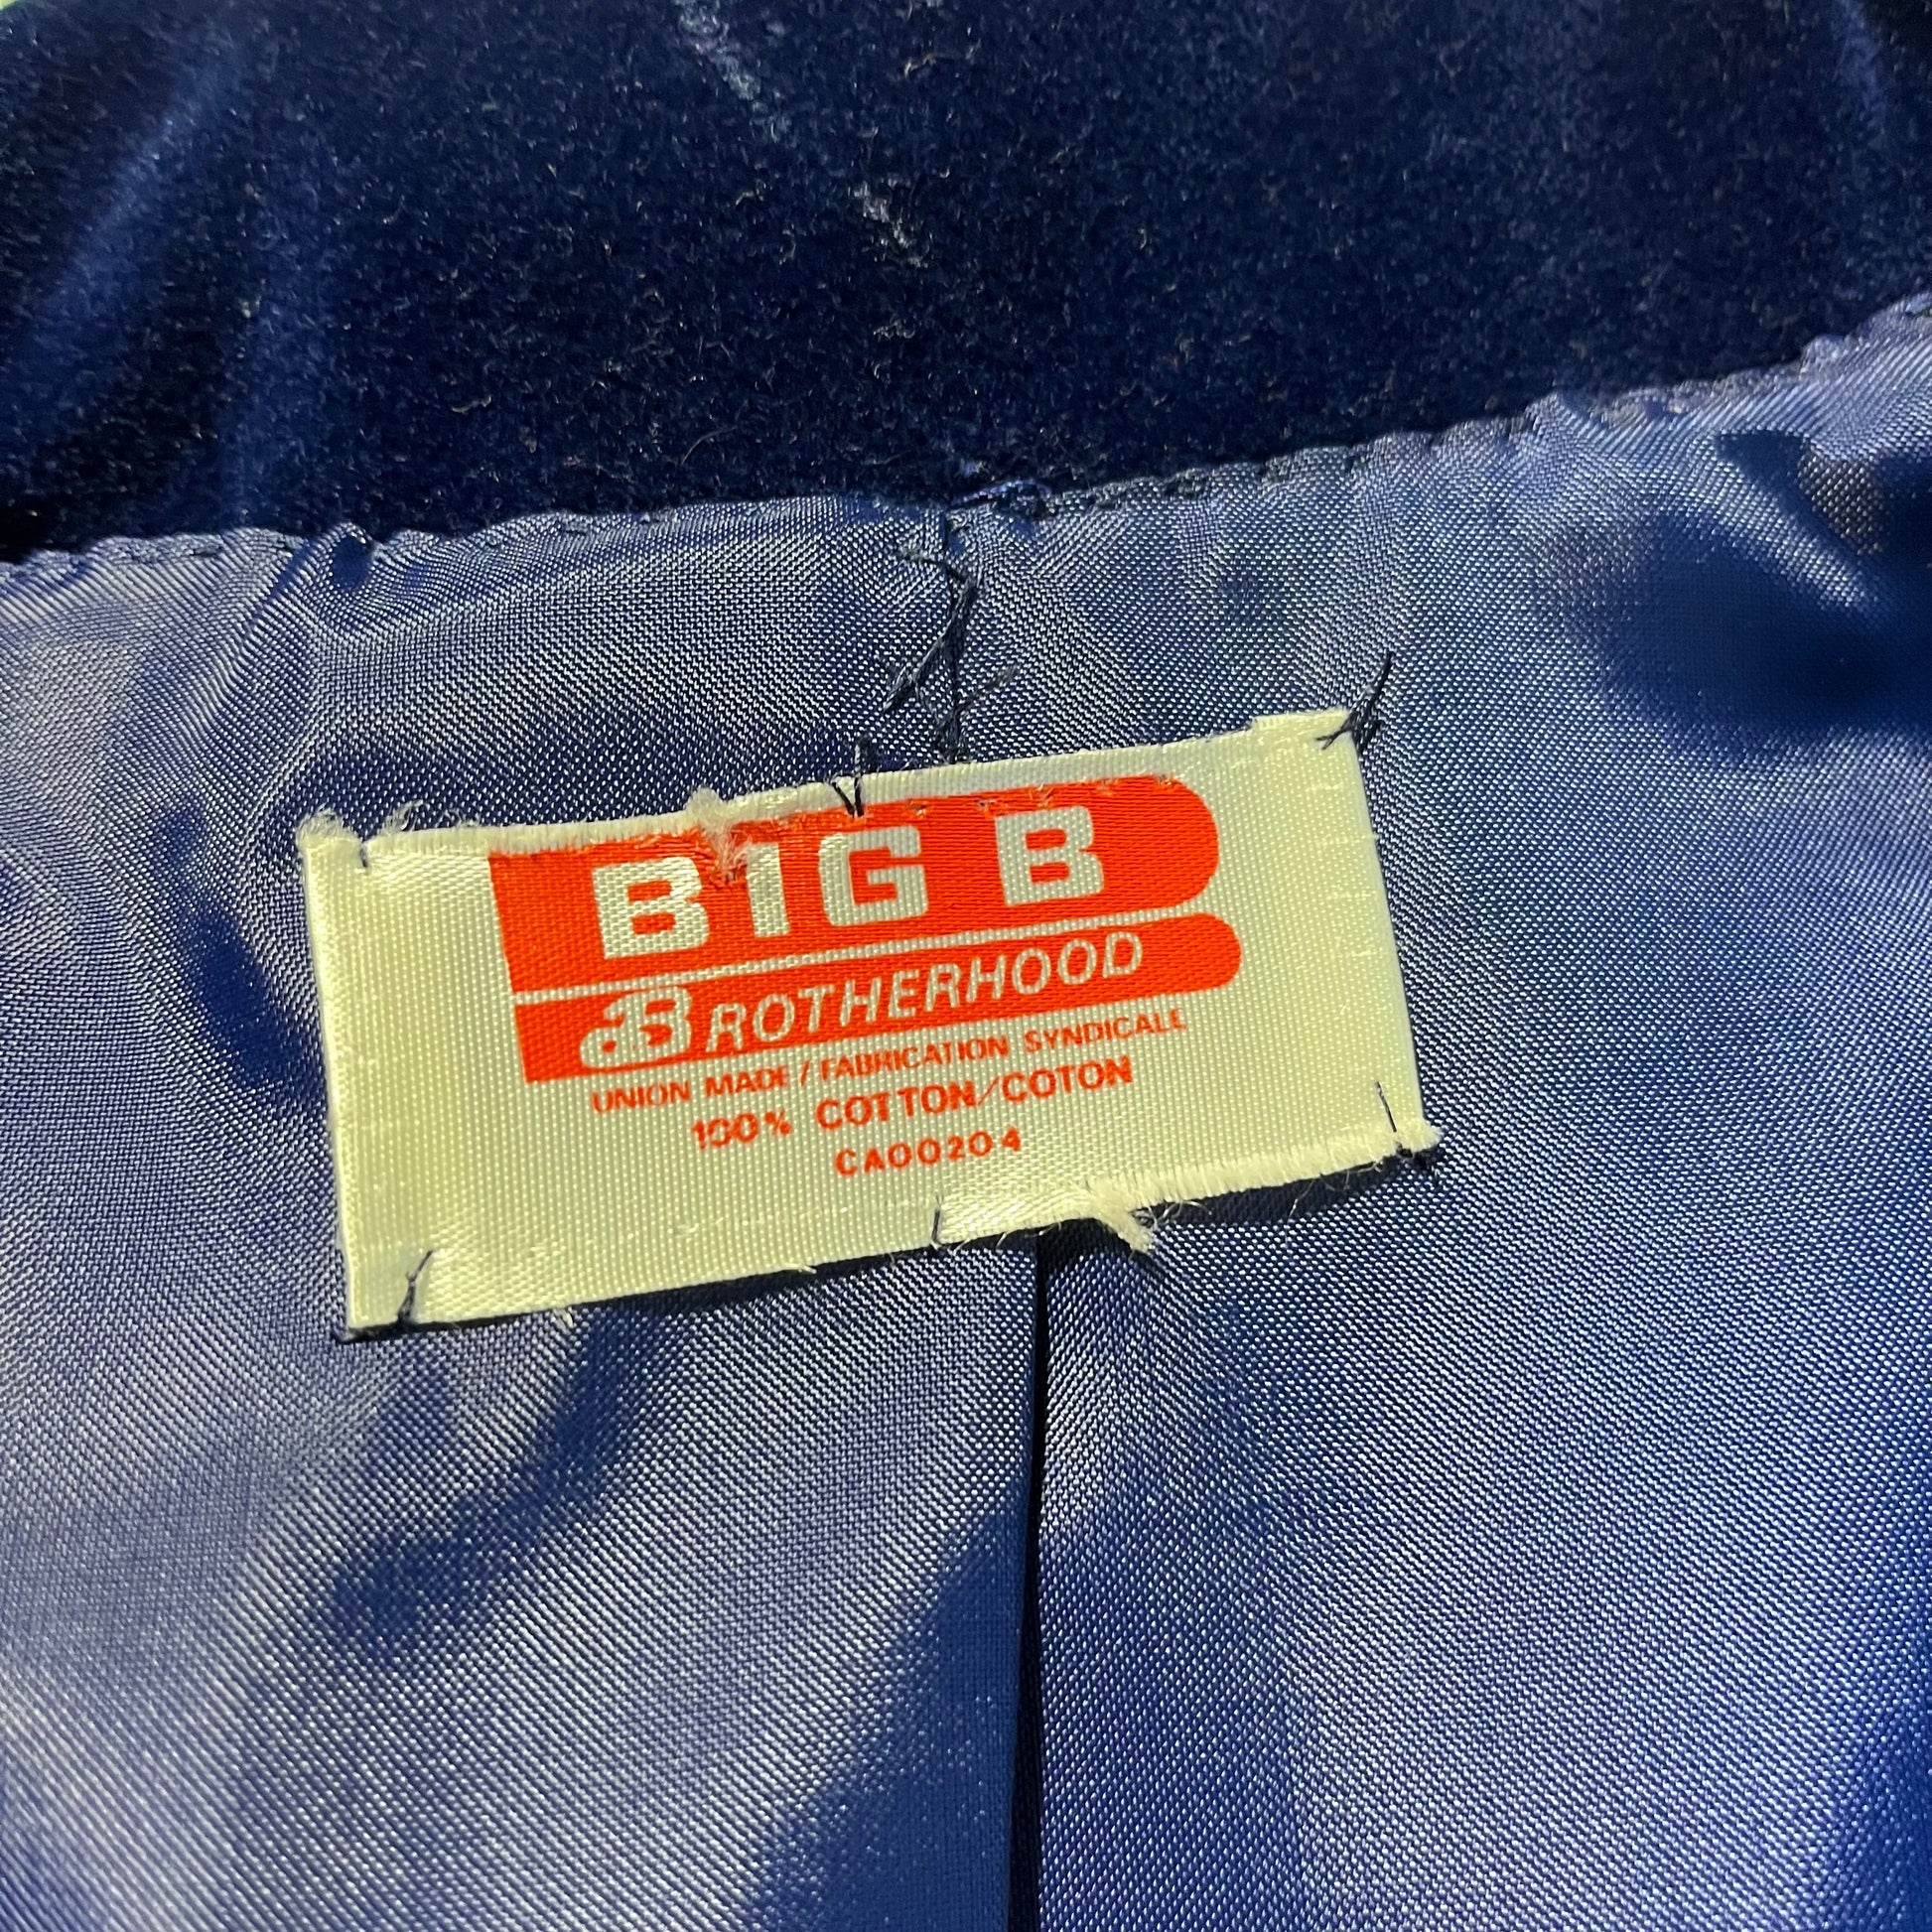 BIG B
BROTHERHOOD
UNION MADE / FABRICATION SYNDICALE
100% COTTON/COTON
CA00204